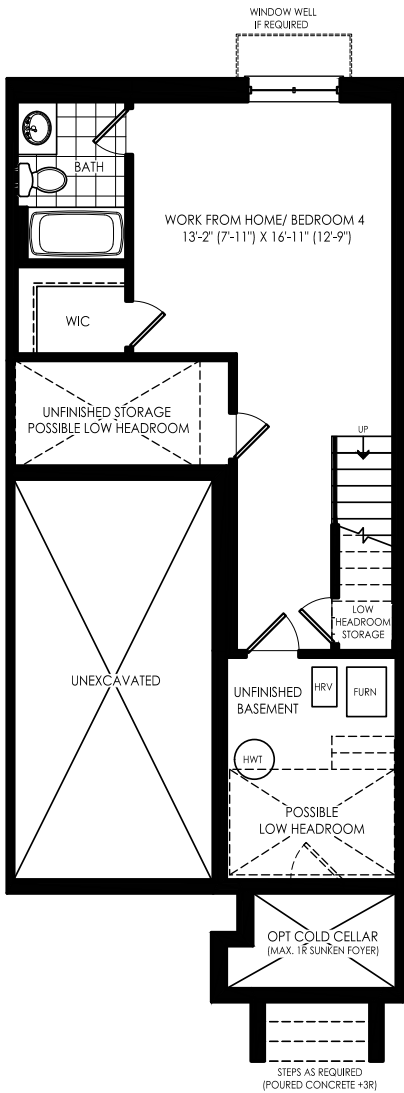 WINDOW WELL
IF REQUIRED
BATH
WORK FROM HOME/ BEDROOM 4
13'-2" (7'-11") X 16'-11" (12'-9")
WIC
UNFINISHED STORAGE
POSSIBLE LOW HEADROOM
UP
LOW
HEADROOM
STORAGE
UNEXCAVATED
UNFINISHED
BASEMENT
HRV
FURN
HWT
POSSIBLE
LOW HEADROOM
OPT COLD CELLAR
(MAX. 1R SUNKEN FOYER)
STEPS AS REQUIRED
(POURED CONCRETE +3R)